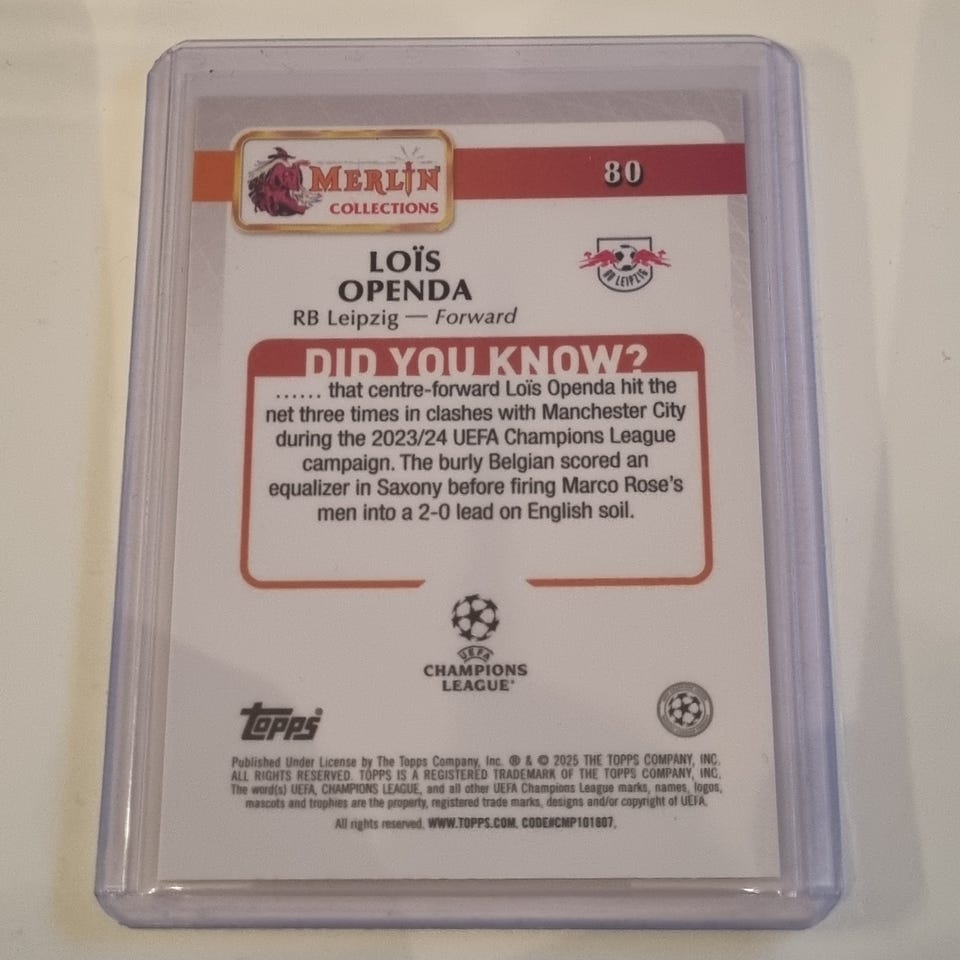 MERLIN
COLLECTIONS
80
LOÏS
OPENDA
RB LEIPZIG
RB Leipzig — Forward
DID YOU KNOW?
...... that centre-forward Loïs Openda hit the
net three times in clashes with Manchester City
during the 2023/24 UEFA Champions League
campaign. The burly Belgian scored an
equalizer in Saxony before firing Marco Rose's
men into a 2-0 lead on English soil.
UEFA
CHAMPIONS
LEAGUE®
Topps®
Published Under License by The Topps Company, Inc. ® & © 2025 THE TOPPS COMPANY, INC.
ALL RIGHTS RESERVED. TOPPS IS A REGISTERED TRADEMARK OF THE TOPPS COMPANY, INC.
The word(s) UEFA, CHAMPIONS LEAGUE, and all other UEFA Champions League marks, names, logos,
mascots and trophies are the property, registered trade marks, designs and/or copyright of UEFA.
All rights reserved. WWW.TOPPS.COM. CODE#CMP101807.